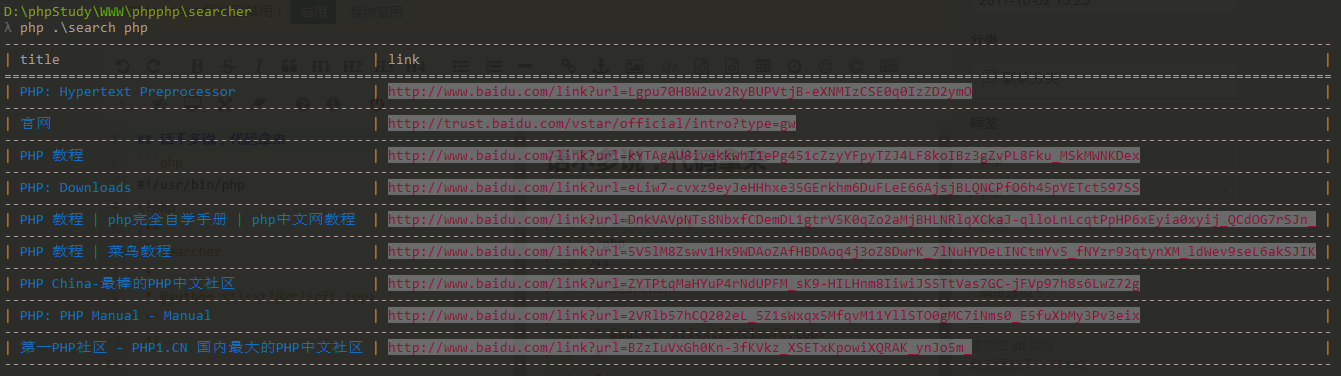 D:\phpStudy\WWW\phpphp\searcher
λ php .\search php
| title | link |
| PHP: Hypertext Preprocessor | http://www.baidu.com/link?url=Lgpu70H8W2uv2RyBUPVtjB-eXNMIzCSE0q0IzZD2ymO |
| 官网 | http://trust.baidu.com/vstar/official/intro?type=gw |
| PHP 教程 | http://www.baidu.com/link?url=kYTAgAU8ivekkwhI1ePg451cZzyYFpyTZJ4LF8koIBz3gZvPL8Fku_MSkMWNKDex |
| PHP: Downloads | http://www.baidu.com/link?url=eLiw7-cvxz9eyJeHHhxe35GErkhm6DuFLeE66AjsjBLQNCPfO6h45pYETct597SS |
| PHP 教程 | php完全自学手册 | php中文网教程 | http://www.baidu.com/link?url=DnkVAVpNTs8NbxfCDemDL1gtrV5K0qZo2aMjBHLNRlqXCkaJ-qlloLnLcqtPpHP6xEyia0xyij_QCdOG7rSJn_ |
| PHP 教程 | 菜鸟教程 | http://www.baidu.com/link?url=5V5lM8Zswv1Hx9WDAoZAfHBDAoq4j3oZ8DwrK_7lNuHYDeLINCtmYv5_fNYzr93qtynXM_ldWev9seL6akSJIK |
| PHP China-最棒的PHP中文社区 | http://www.baidu.com/link?url=ZYTPtqMaHYuP4rNdUPFM_sK9-HILHnm8IiwiJS5TtVas7GC-jFVp97h8s6LwZ72g |
| PHP: PHP Manual - Manual | http://www.baidu.com/link?url=2VRlb57hCQ202eL_5Z1sWxqx5MfqvM11YllSTO0gMC7iNms0_E5fuXbMy3Pv3eix |
| 第一PHP社区 - PHP1.CN 国内最大的PHP中文社区 | http://www.baidu.com/link?url=BZzIuVxGh0Kn-3fKVkz_XSETxKpowiXQRAK_ynJo5m_ |